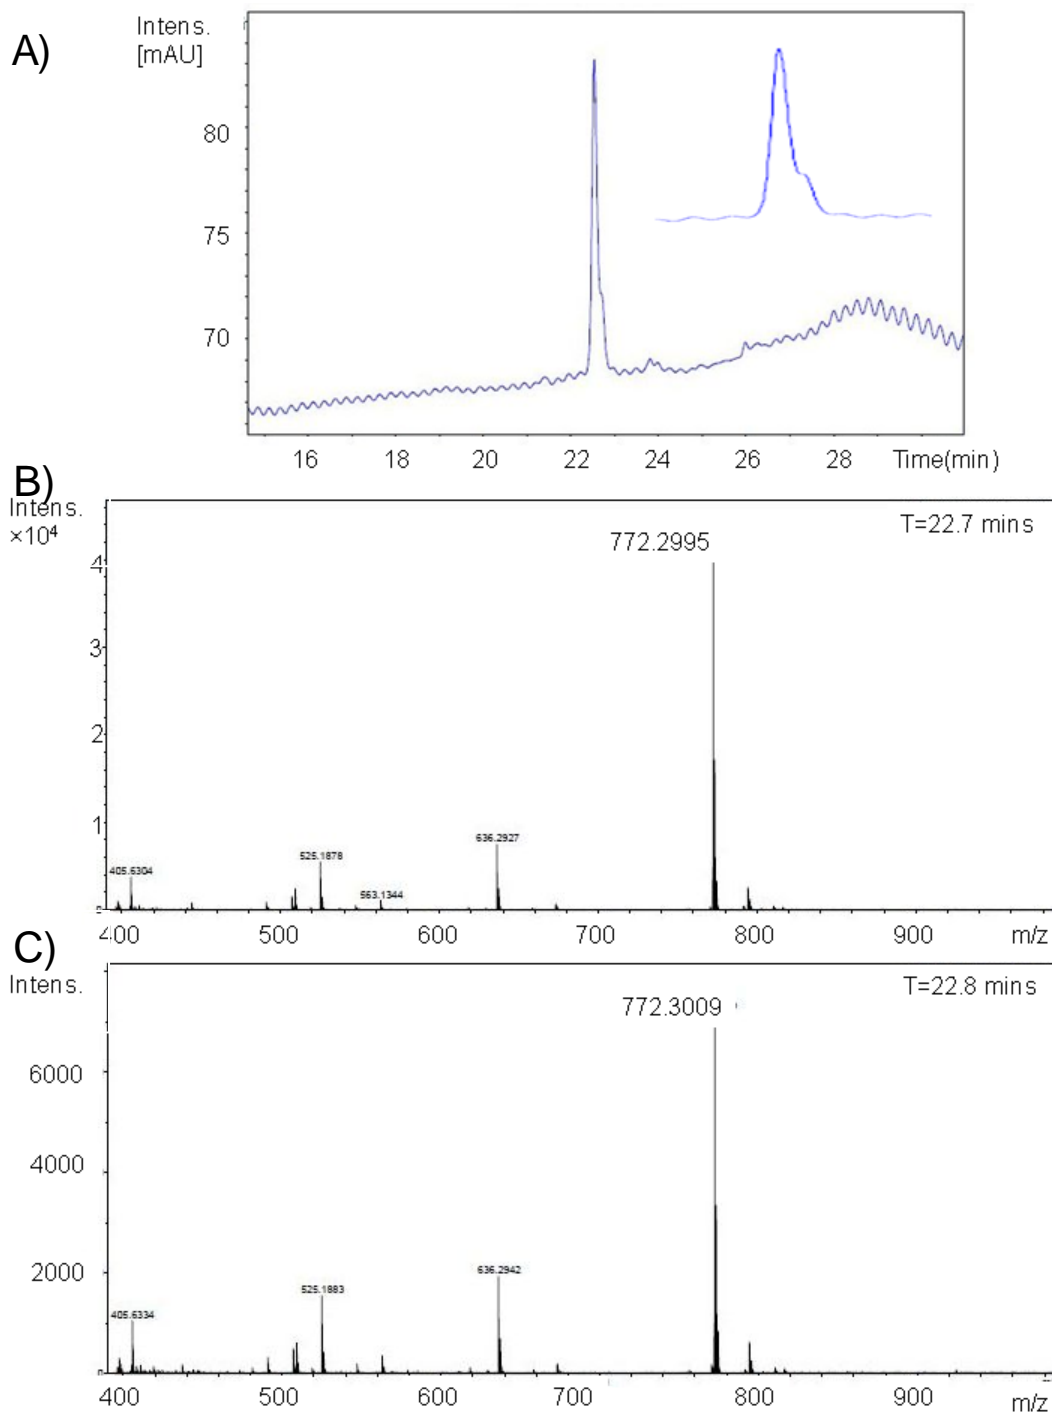 A)
Intens.
[mAU]
80
75
70
16 18 20 22 24 26 28 Time(min)
B)
Intens.
×10⁴
T=22.7 mins
772.2995
4
3
2
1
636.2927
525.1878
405.6304
563.1344
400 500 600 700 800 900 m/z
C)
Intens.
T=22.8 mins
772.3009
6000
4000
2000
636.2942
525.1883
405.6334
400 500 600 700 800 900 m/z